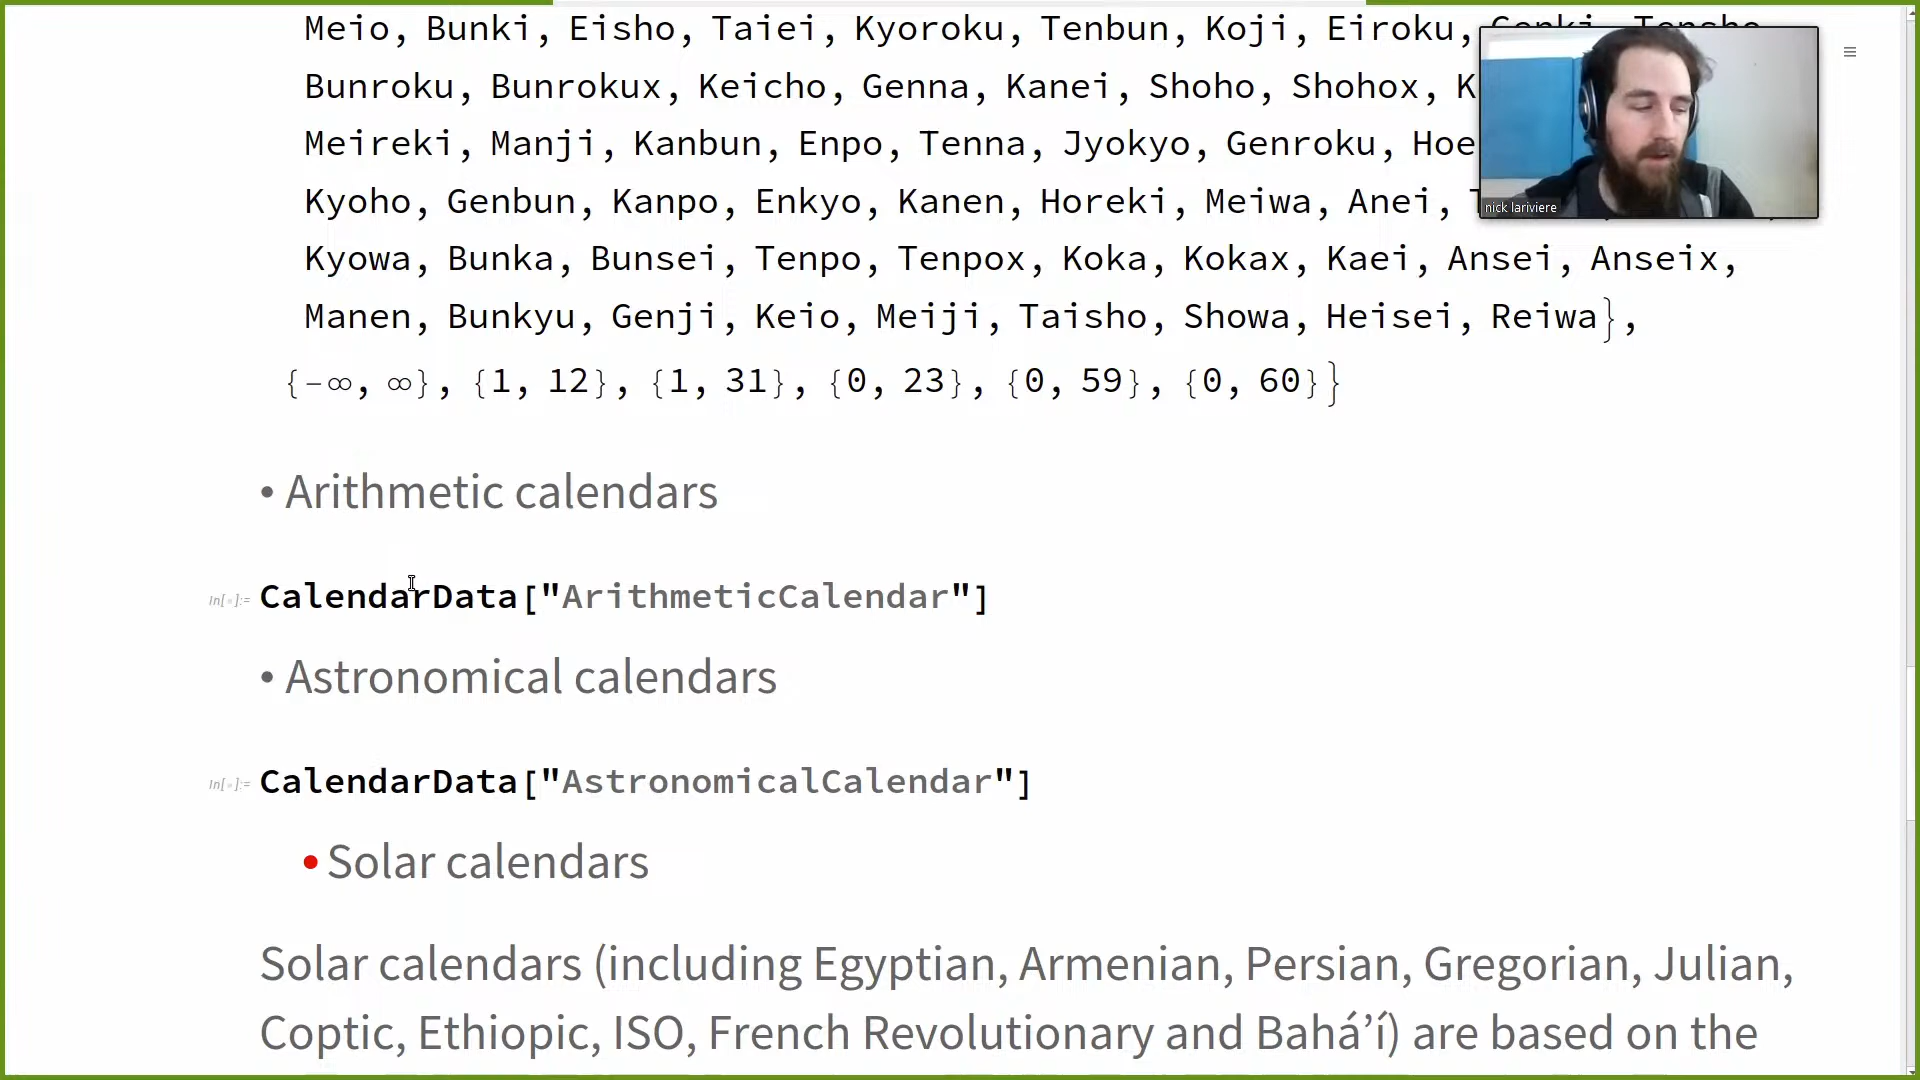 Meio, Bunki, Eisho, Taiei, Kyoroku, Tenbun, Koji, Eiroku, Genki, Tensho
Bunroku, Bunrokux, Keicho, Genna, Kanei, Shoho, Shohox, K
Meireki, Manji, Kanbun, Enpo, Tenna, Jyokyo, Genroku, Hoe
Kyoho, Genbun, Kanpo, Enkyo, Kanen, Horeki, Meiwa, Anei,
nick lariviere
Kyowa, Bunka, Bunsei, Tenpo, Tenpox, Koka, Kokax, Kaei, Ansei, Anseix,
Manen, Bunkyu, Genji, Keio, Meiji, Taisho, Showa, Heisei, Reiwa},
{-∞, ∞}, {1, 12}, {1, 31}, {0, 23}, {0, 59}, {0, 60}}
• Arithmetic calendars
In[•]:= CalendarData["ArithmeticCalendar"]
• Astronomical calendars
In[•]:= CalendarData["AstronomicalCalendar"]
• Solar calendars
Solar calendars (including Egyptian, Armenian, Persian, Gregorian, Julian,
Coptic, Ethiopic, ISO, French Revolutionary and Bahá’í) are based on the